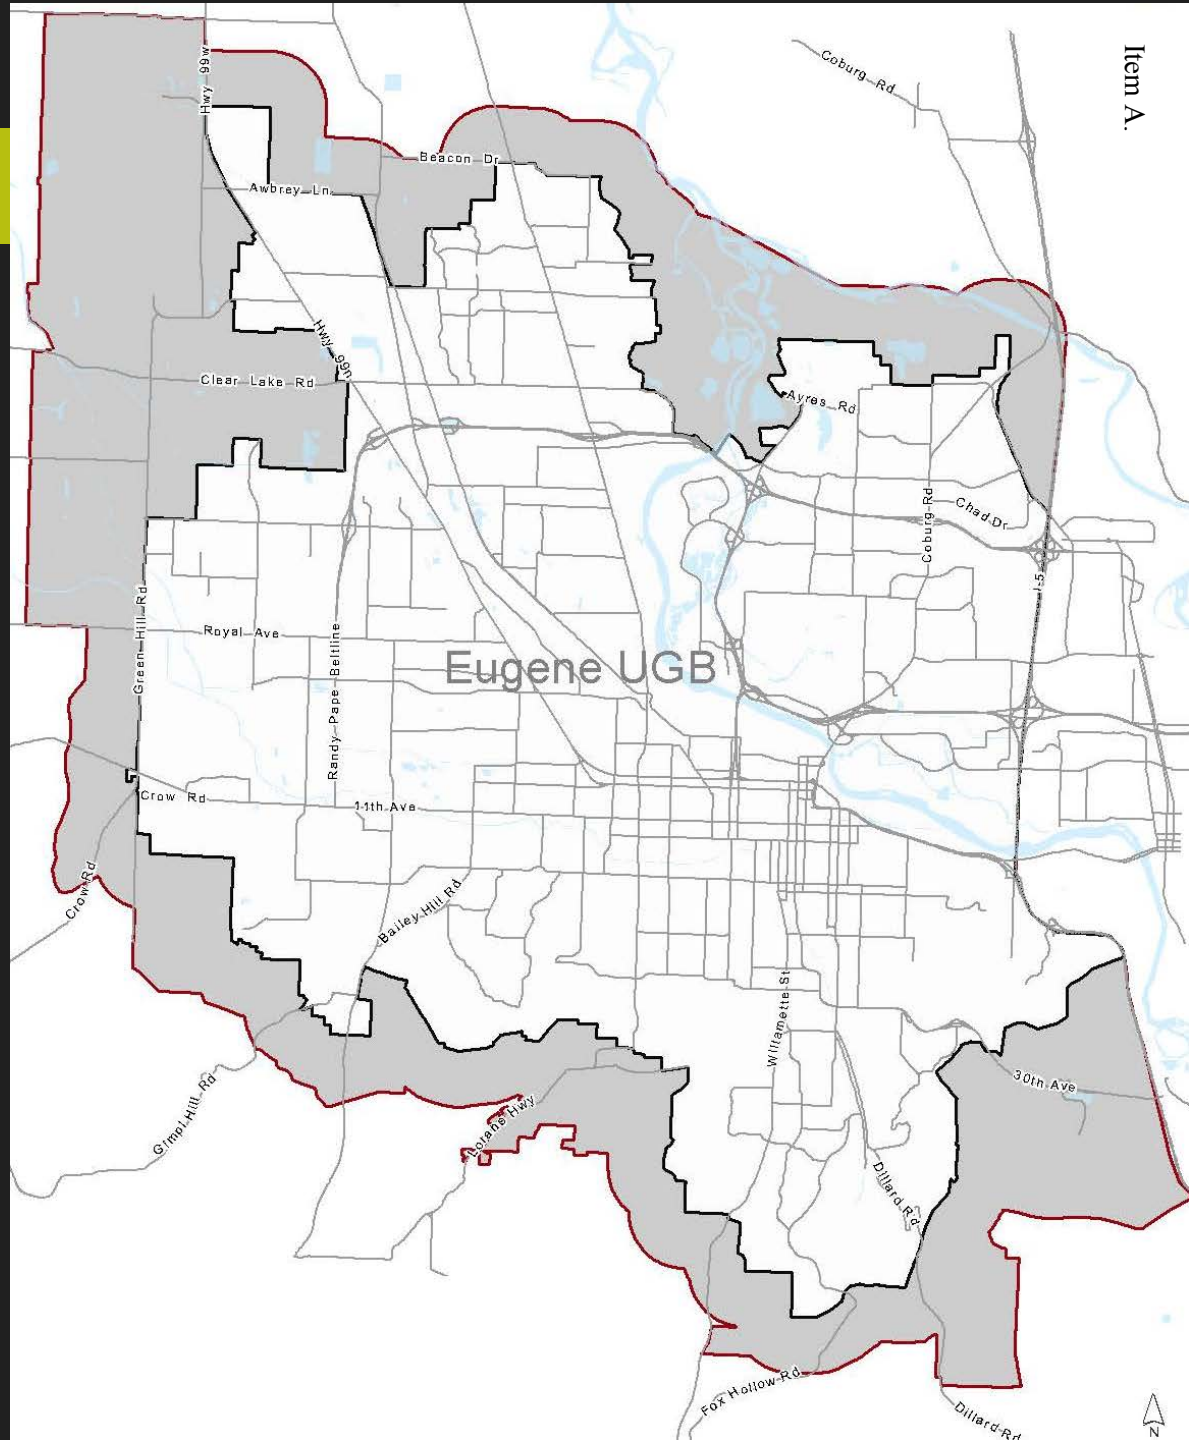 Item A.
Coburg Rd
Hwy 99w
Beacon Dr
Awbrey Ln
Hwy 99n
Clear Lake Rd
Ayres Rd
Coburg Rd
Chad Dr
I-5
Green Hill Rd
Royal Ave
Randy Pape Beltline
Eugene UGB
Crow Rd
11th Ave
Crow Rd
Bailey Hill Rd
Willamette St
30th Ave
Gimpl Hill Rd
Lorane Hwy
Dillard Rd
Fox Hollow Rd
Dillard Rd
N